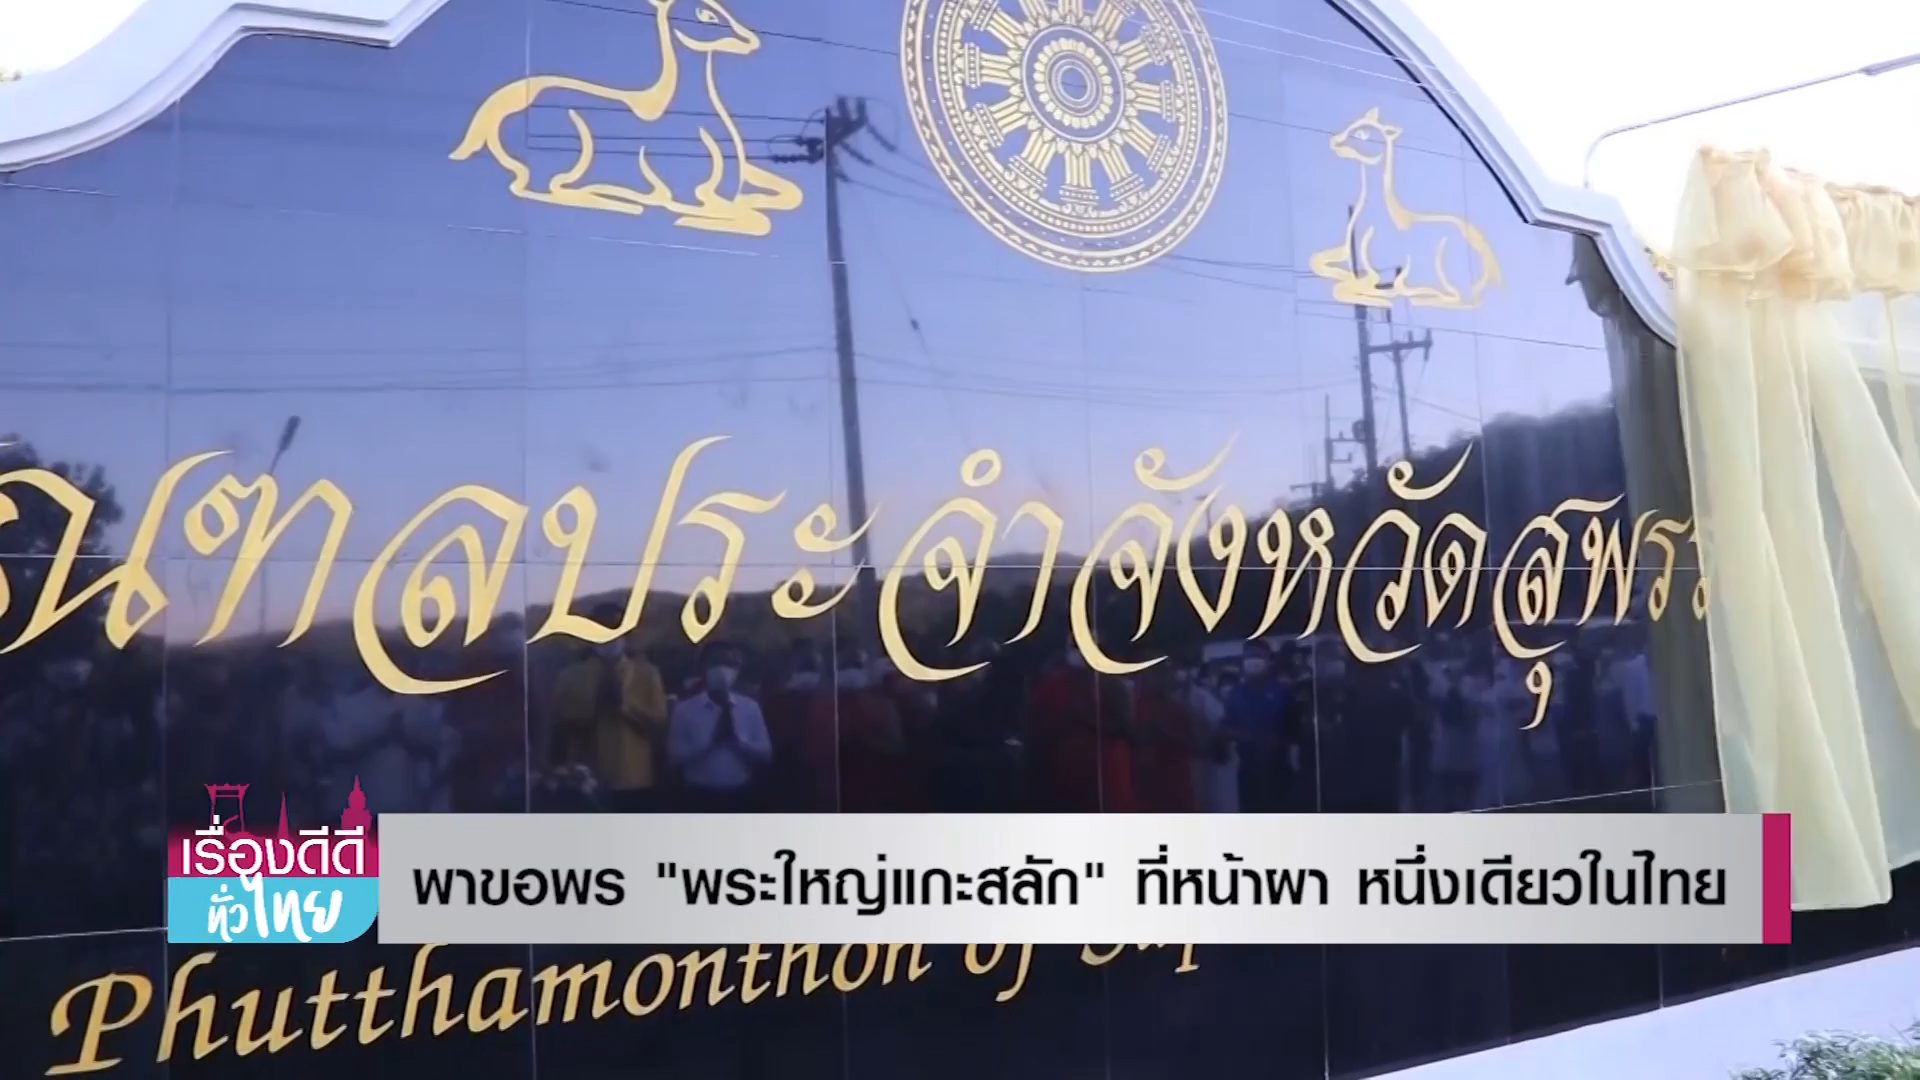 ณฑลประจำจังหวัดสุพรร
เรื่องดีดี
ทั่วไทย
พาขอพร "พระใหญ่แกะสลัก" ที่หน้าผา หนึ่งเดียวในไทย
Phutthamonthon of Sup